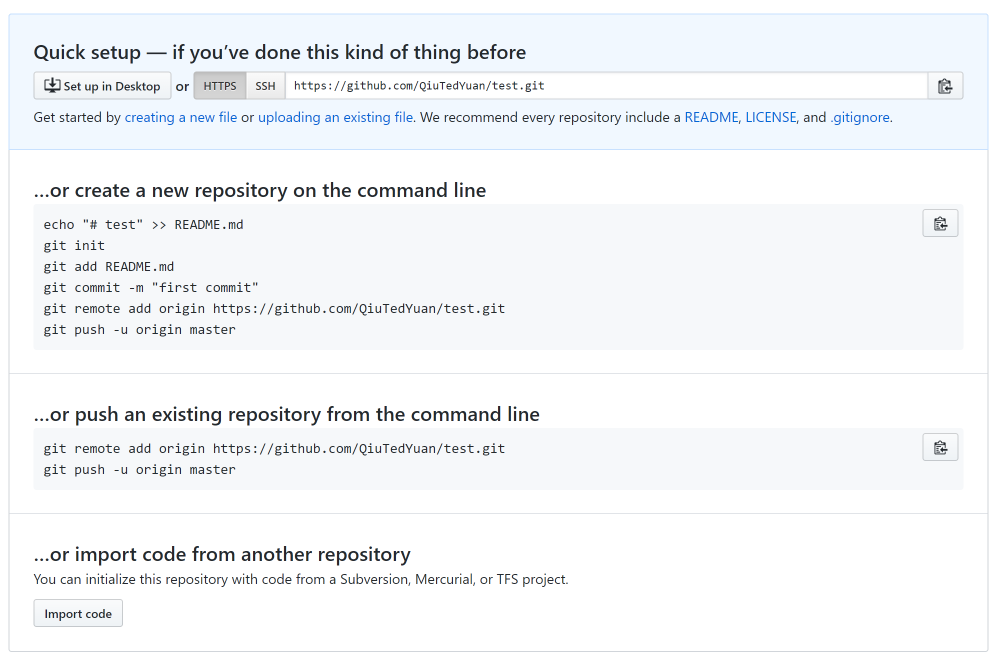 Quick setup — if you’ve done this kind of thing before
Set up in Desktop or HTTPS SSH https://github.com/QiuTedYuan/test.git
Get started by creating a new file or uploading an existing file. We recommend every repository include a README, LICENSE, and .gitignore.
…or create a new repository on the command line
echo "# test" >> README.md
git init
git add README.md
git commit -m "first commit"
git remote add origin https://github.com/QiuTedYuan/test.git
git push -u origin master
…or push an existing repository from the command line
git remote add origin https://github.com/QiuTedYuan/test.git
git push -u origin master
…or import code from another repository
You can initialize this repository with code from a Subversion, Mercurial, or TFS project.
Import code